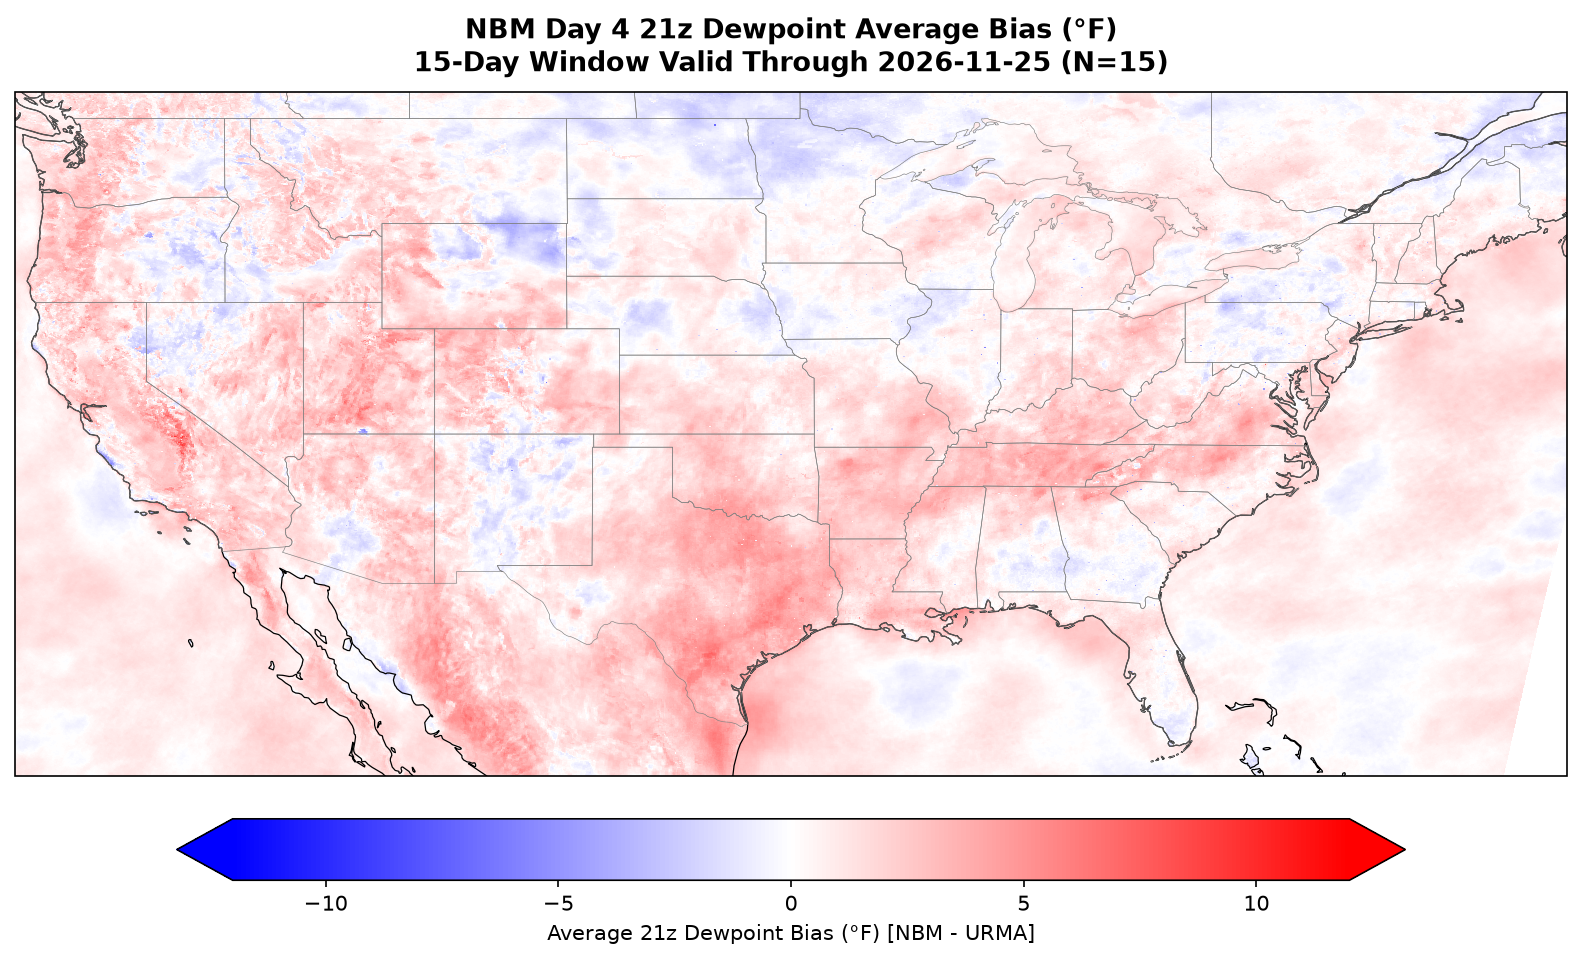 NBM Day 4 21z Dewpoint Average Bias (°F)
15-Day Window Valid Through 2026-11-25 (N=15)
−10 −5 0 5 10
Average 21z Dewpoint Bias (°F) [NBM - URMA]